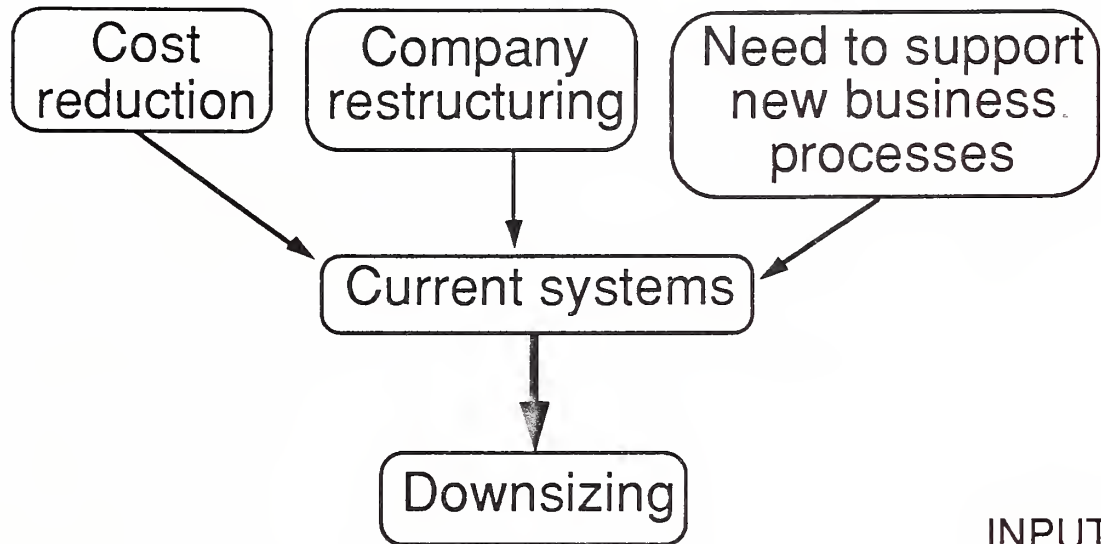 Cost
reduction
Company
restructuring
Need to support
new business
processes
Current systems
Downsizing
INPUT